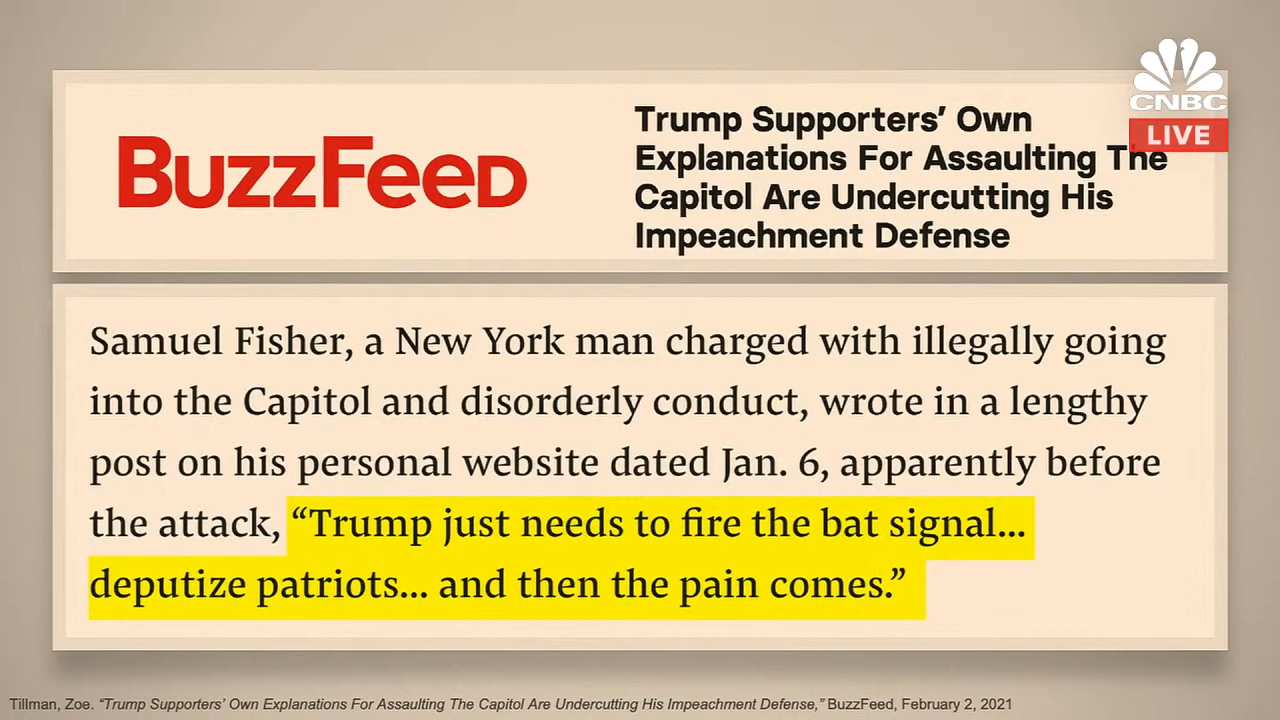 CNBC
LIVE
BuzzFeed
Trump Supporters’ Own
Explanations For Assaulting The
Capitol Are Undercutting His
Impeachment Defense
Samuel Fisher, a New York man charged with illegally going
into the Capitol and disorderly conduct, wrote in a lengthy
post on his personal website dated Jan. 6, apparently before
the attack, “Trump just needs to fire the bat signal...
deputize patriots... and then the pain comes.”
Tillman, Zoe. “Trump Supporters’ Own Explanations For Assaulting The Capitol Are Undercutting His Impeachment Defense,” BuzzFeed, February 2, 2021